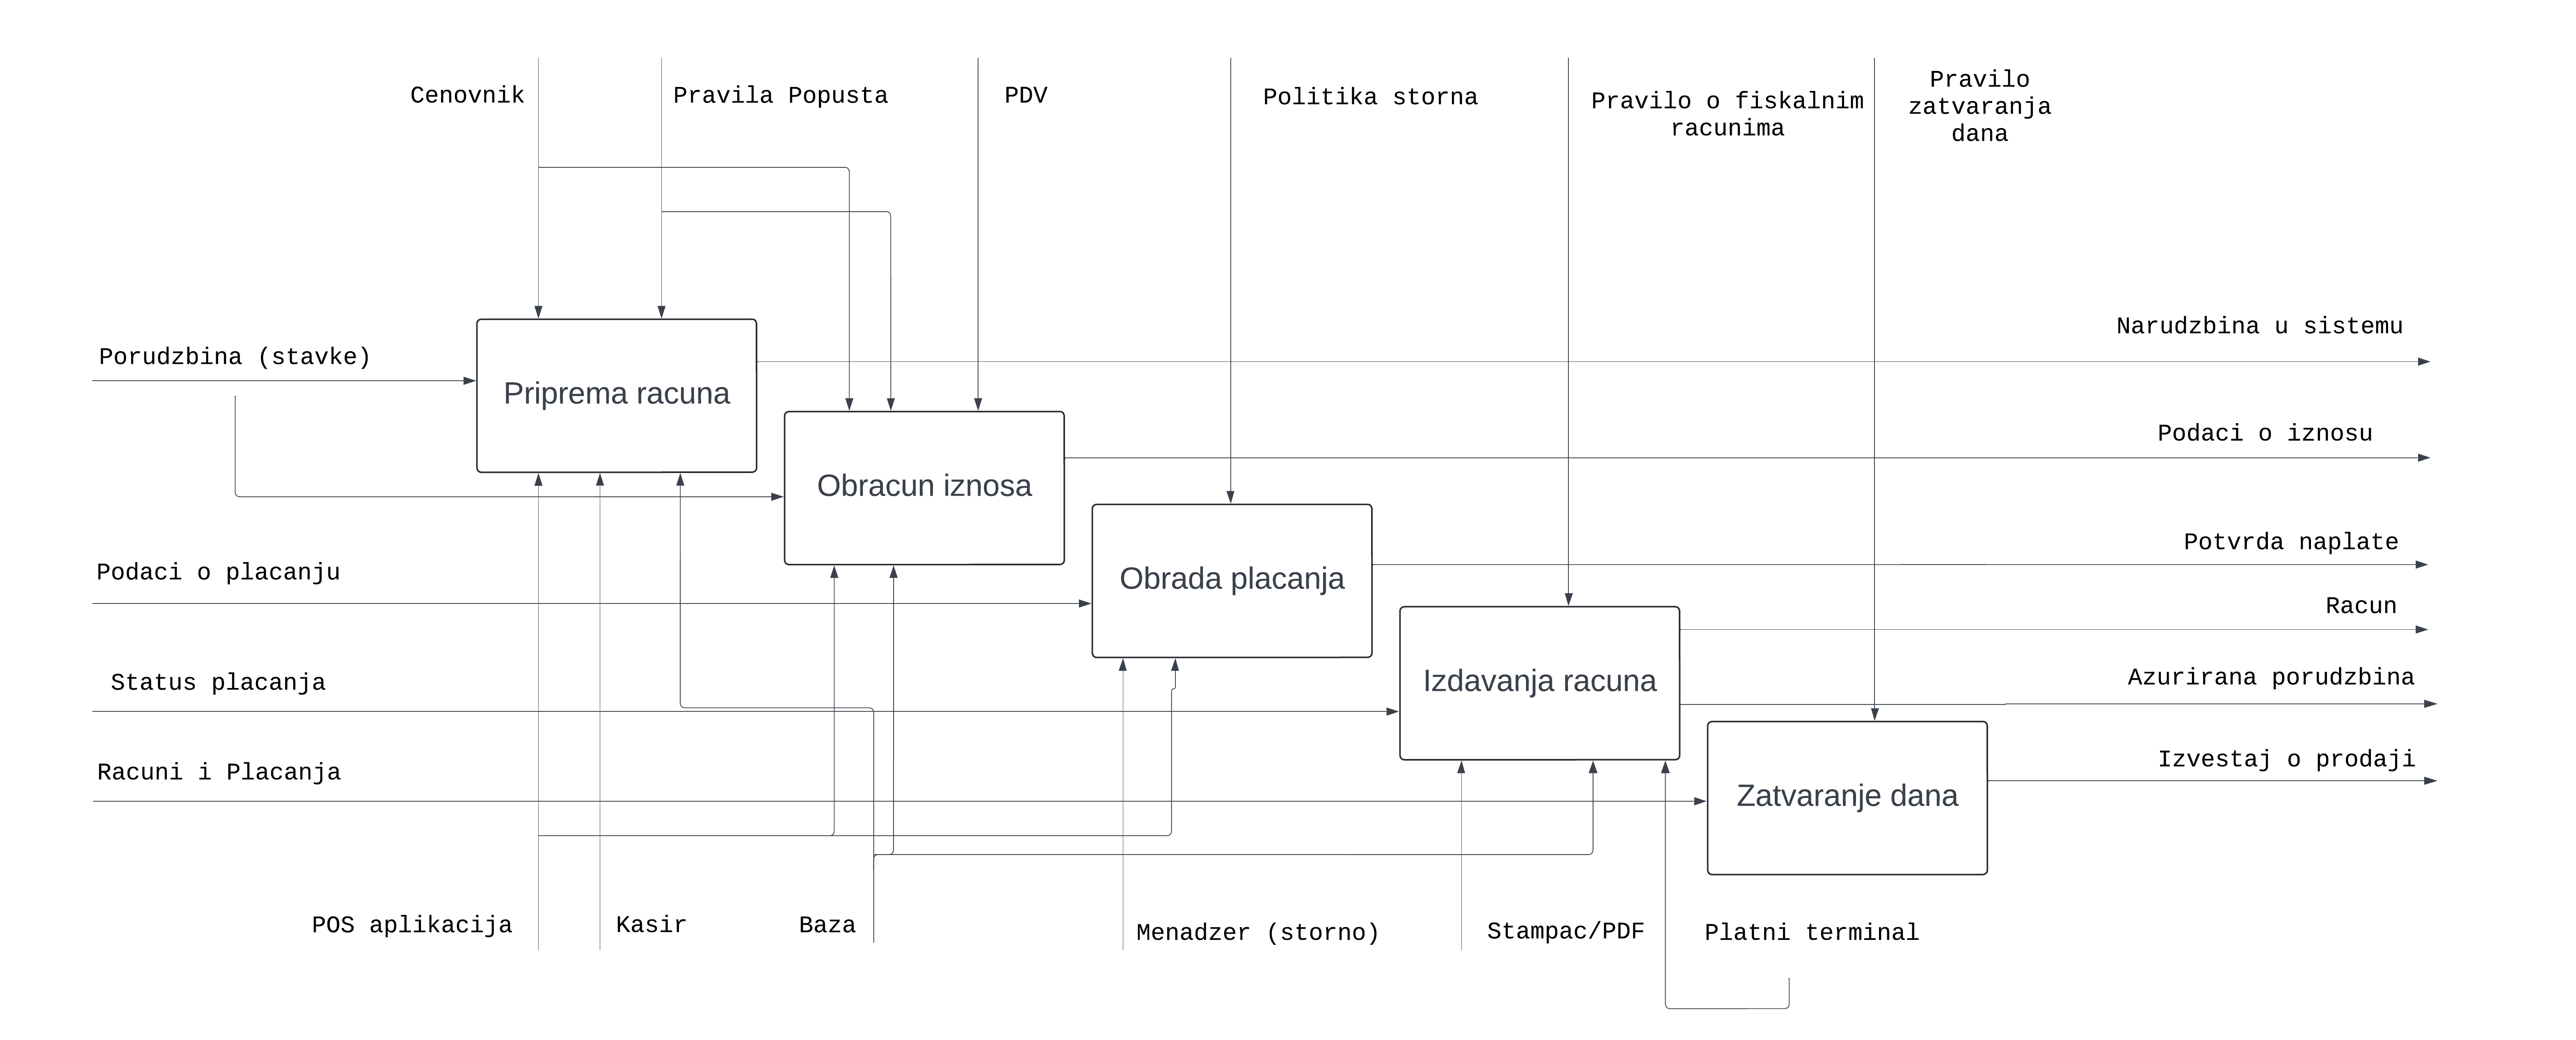 Cenovnik
Pravila Popusta
PDV
Politika storna
Pravilo o fiskalnim
racunima
Pravilo
zatvaranja
dana
Porudzbina (stavke)
Priprema racuna
Narudzbina u sistemu
Obracun iznosa
Podaci o iznosu
Podaci o placanju
Obrada placanja
Potvrda naplate
Racun
Status placanja
Izdavanja racuna
Azurirana porudzbina
Racuni i Placanja
Zatvaranje dana
Izvestaj o prodaji
POS aplikacija
Kasir
Baza
Menadzer (storno)
Stampac/PDF
Platni terminal